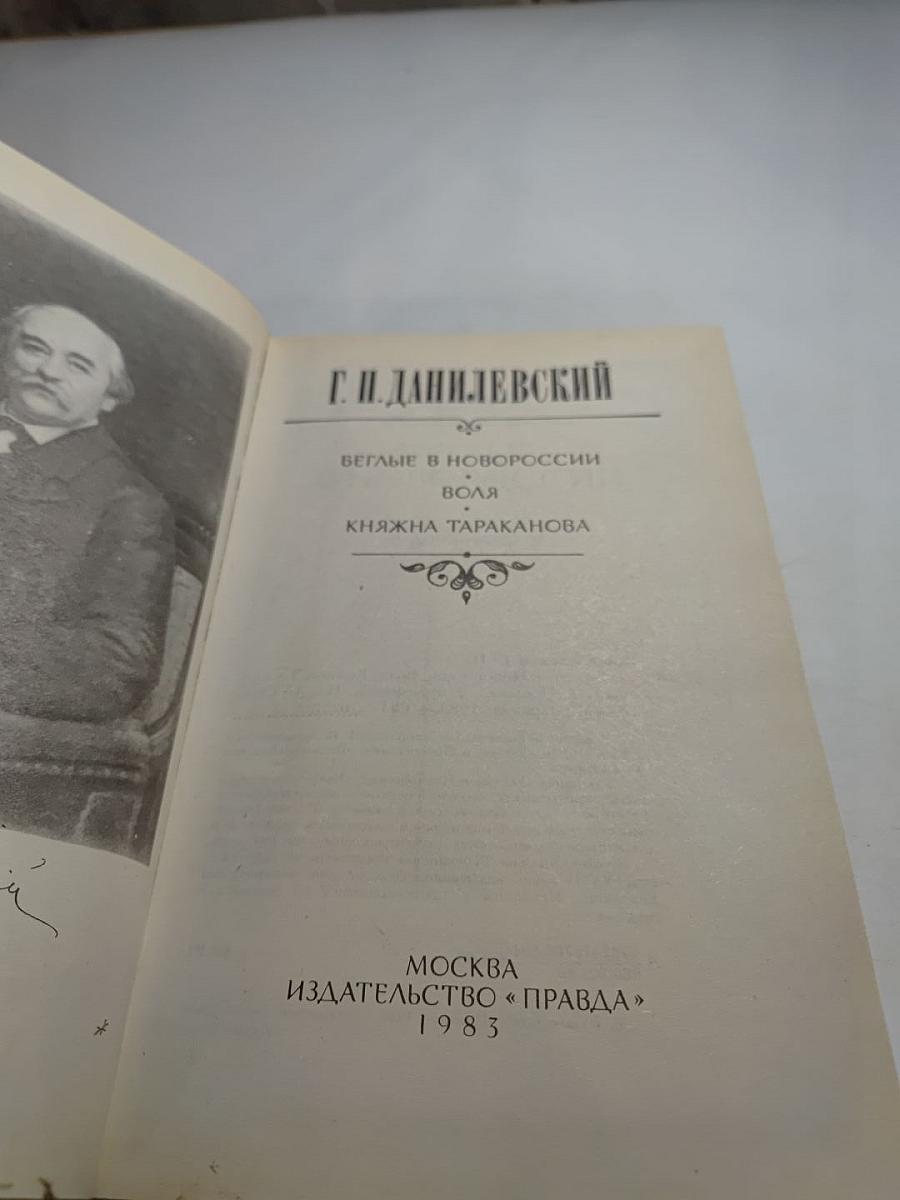 Г. П. ДАНИЛЕВСКИЙ
БЕГЛЫЕ В НОВОРОССИИ
ВОЛЯ
КНЯЖНА ТАРАКАНОВА
МОСКВА
ИЗДАТЕЛЬСТВО «ПРАВДА»
1983